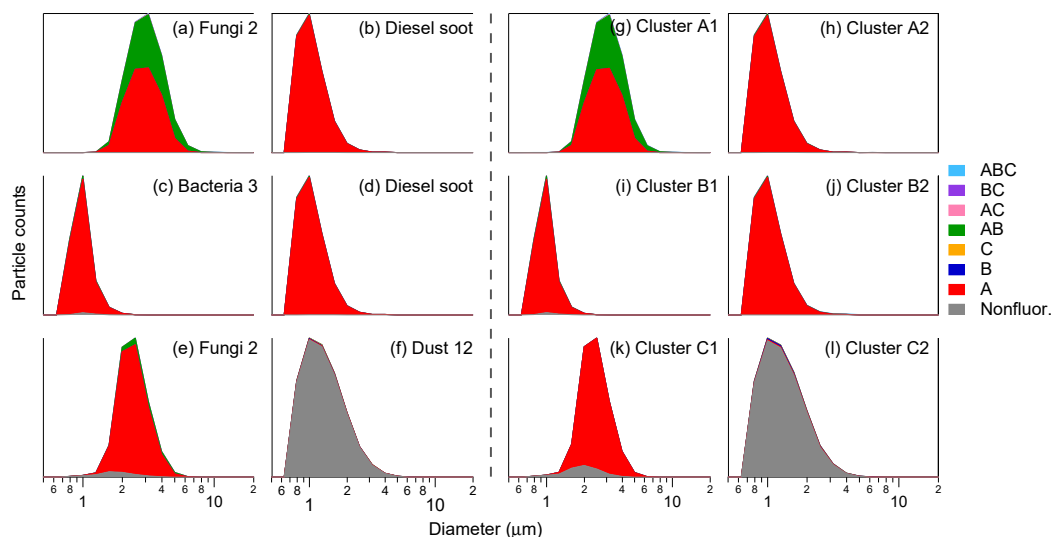 (a) Fungi 2
(b) Diesel soot
(g) Cluster A1
(h) Cluster A2
(c) Bacteria 3
(d) Diesel soot
(i) Cluster B1
(j) Cluster B2
(e) Fungi 2
(f) Dust 12
(k) Cluster C1
(l) Cluster C2
Particle counts
ABC
BC
AC
AB
C
B
A
Nonfluor.
6 8 1 2 4 6 8 10 2
6 8 1 2 4 6 8 10 2
6 8 1 2 4 6 8 10 2
6 8 1 2 4 6 8 10 2
Diameter (μm)